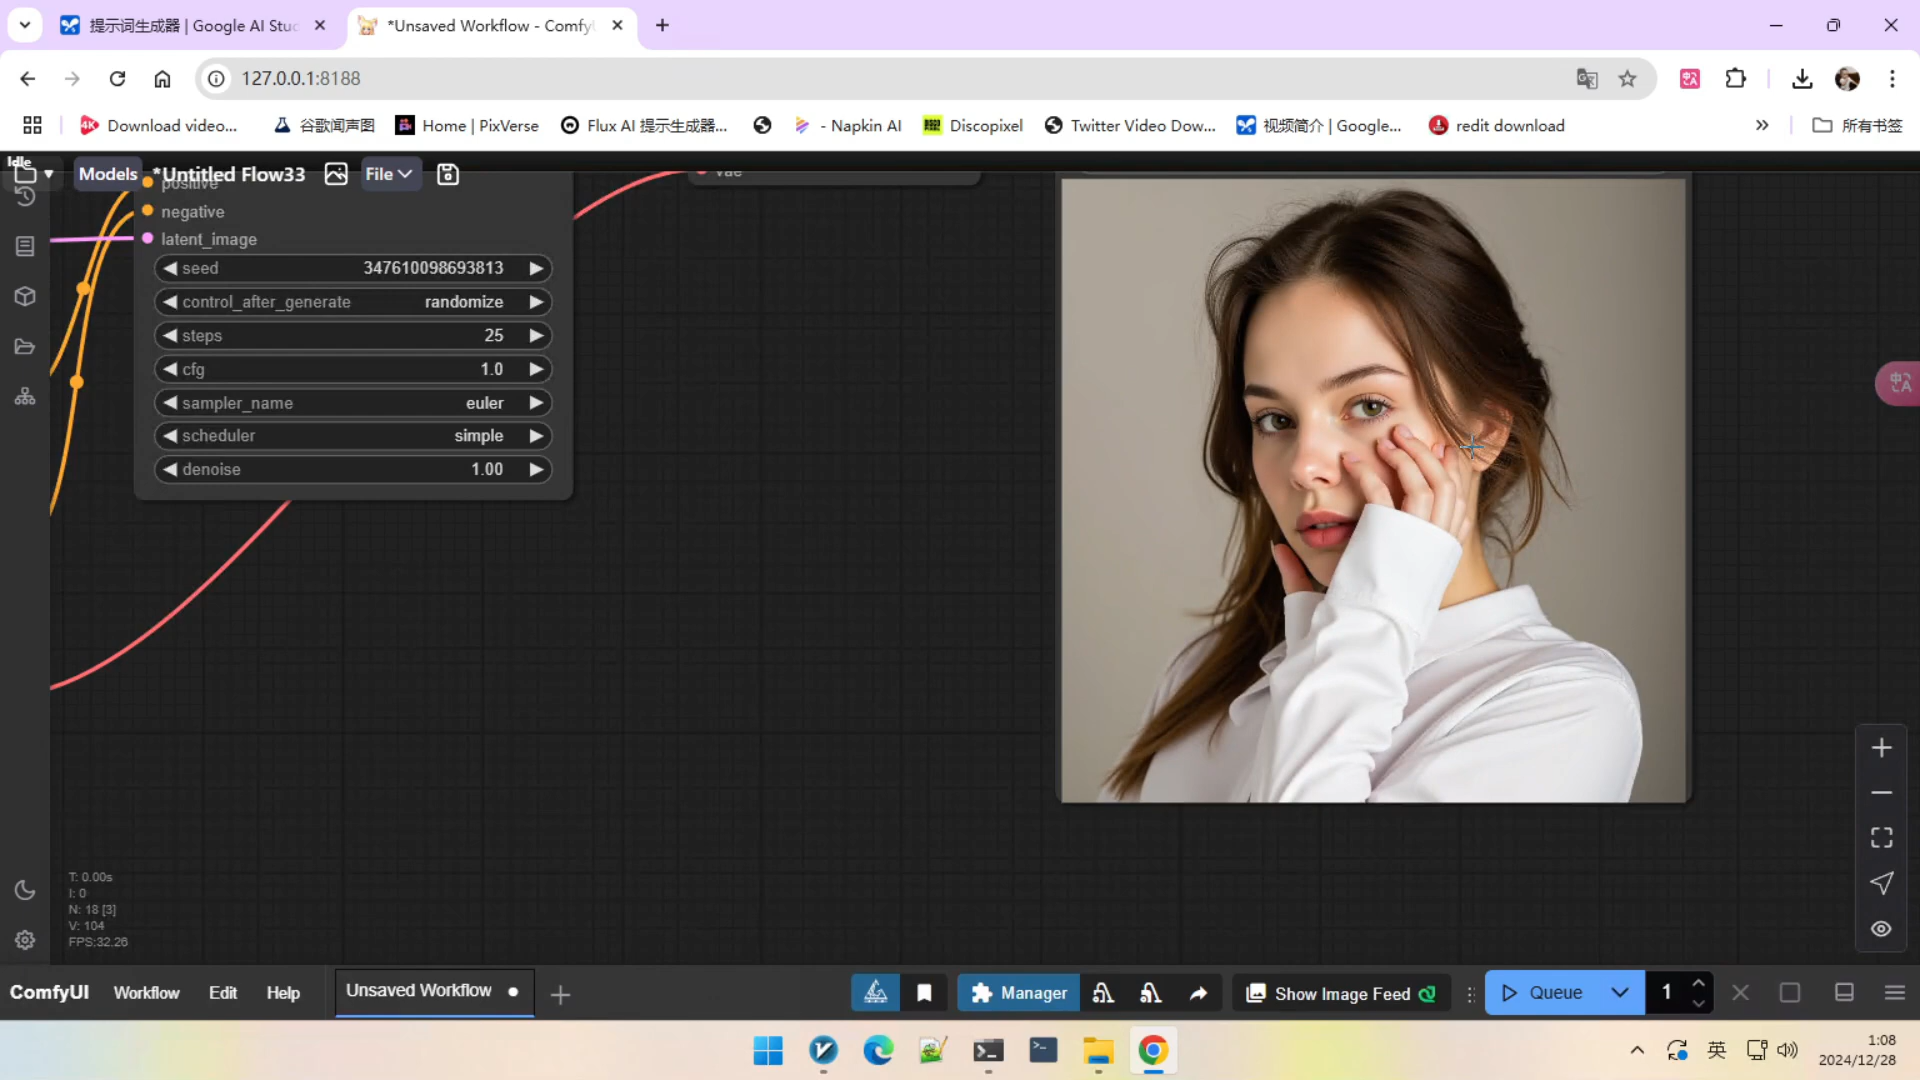 提示词生成器 | Google AI Stu
*Unsaved Workflow - Comfy
127.0.0.1:8188
Download video...
谷歌闻声图
Home | PixVerse
Flux AI 提示生成器...
- Napkin AI
Discopixel
Twitter Video Dow...
视频简介 | Google...
redit download
所有书签
Idle
Models
*Untitled Flow33
File
vae
positive
negative
latent_image
seed 347610098693813
control_after_generate randomize
steps 25
cfg 1.0
sampler_name euler
scheduler simple
denoise 1.00
T: 0.00s
I: 0
N: 18 [3]
V: 104
FPS:32.26
ComfyUI
Workflow
Edit
Help
Unsaved Workflow
Manager
Show Image Feed
Queue
1
英
1:08
2024/12/28